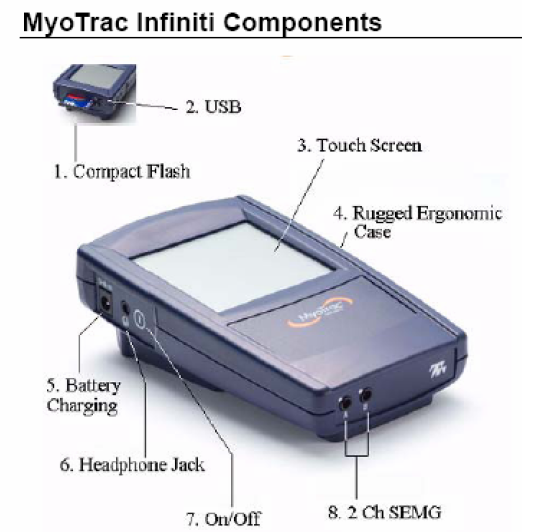 MyoTrac Infiniti Components
2. USB
1. Compact Flash
3. Touch Screen
4. Rugged Ergonomic
Case
MyoTrac
5. Battery
Charging
6. Headphone Jack
7. On/Off
8. 2 Ch SEMG